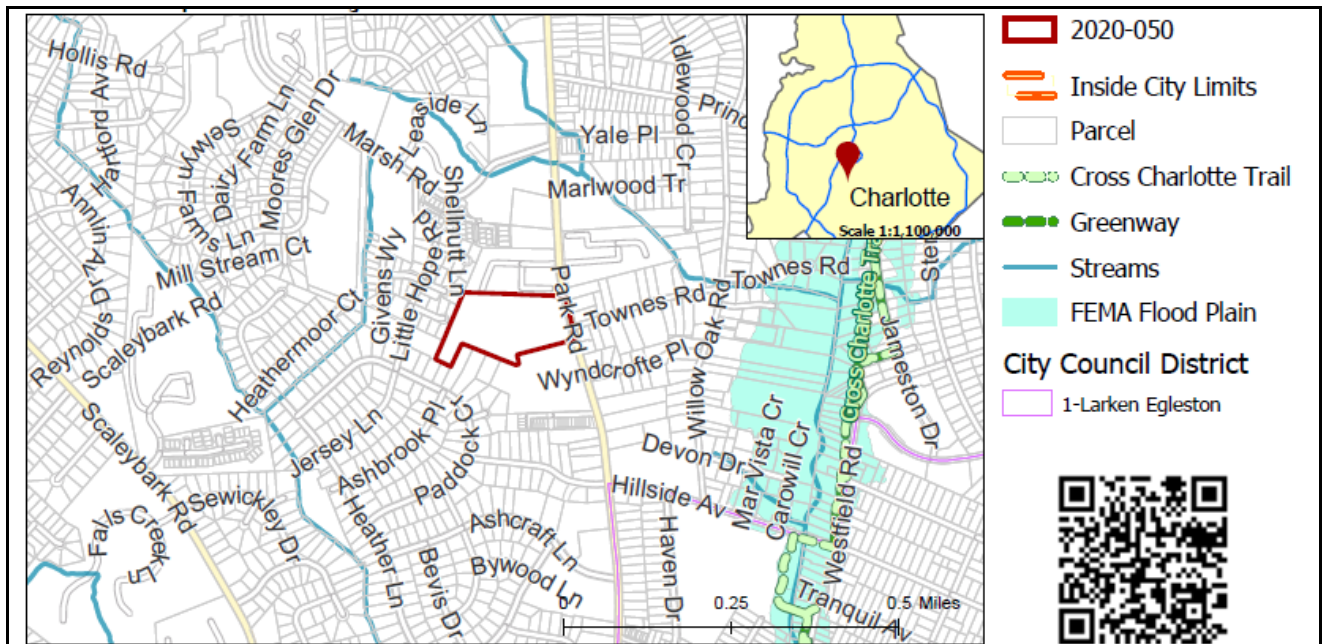 Hollis Rd
Hartford Av
Selwyn Farms Ln
Dairy Farm Ln
Moores Glen Dr
Leaside Ln
Marsh Rd
Shellnutt Ln
Idlewood Cr
Princ
Yale Pl
Marlwood Tr
Annlin Av
Reynolds Dr
Mill Stream Ct
Scaleybark Rd
Heathermoor Ct
Givens Wy
Little Hope Rd
Park Rd
Townes Rd
Townes Rd
Wyndcrofte Pl
Willow Oak Rd
Scaleybark Rd
Jersey Ln
Ashbrook Pl
Paddock Cr
Devon Dr
Mar Vista Cr
Carowill Cr
Hillside Av
Westfield Rd
Jameston Dr
Cross Charlotte Tra
Ste
Sewickley Dr
Falls Creek Ln
Heather Ln
Bevis Dr
Ashcraft Ln
Bywood Ln
Haven Dr
Tranquil Av
0 0.25 0.5 Miles
Charlotte
Scale 1:1,100,000
2020-050
Inside City Limits
Parcel
Cross Charlotte Trail
Greenway
Streams
FEMA Flood Plain
City Council District
1-Larken Egleston